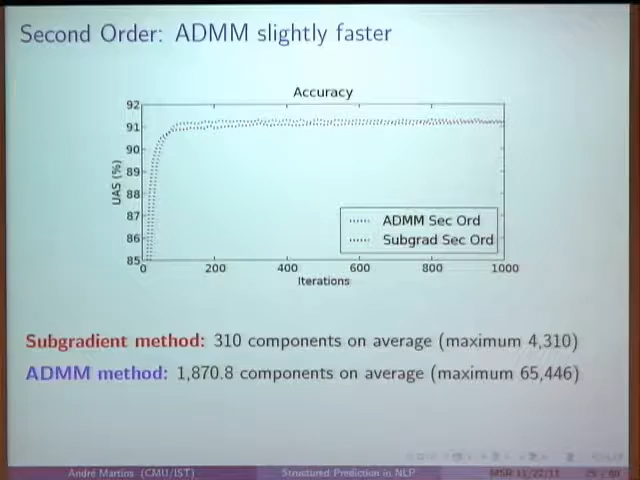 Second Order: ADMM slightly faster
Accuracy
92
91
90
89
88
87
86
85
UAS (%)
ADMM Sec Ord
Subgrad Sec Ord
0 200 400 600 800 1000
Iterations
Subgradient method: 310 components on average (maximum 4,310)
ADMM method: 1,870.8 components on average (maximum 65,446)
André Martins (CMU/IST) Structured Prediction in NLP MSR 11/22/11